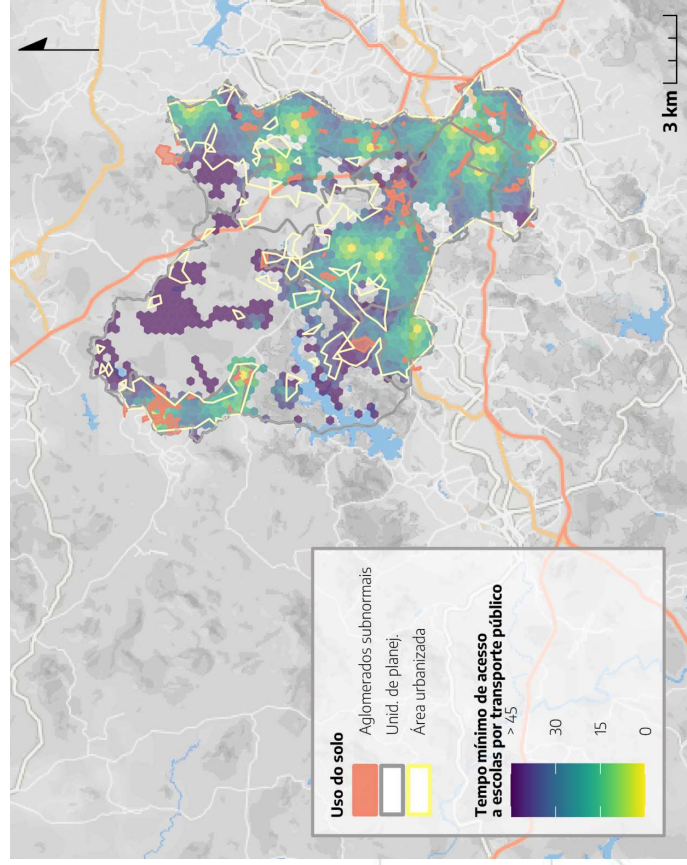 Uso do solo
Aglomerados subnormais
Unid. de planej.
Área urbanizada
Tempo mínimo de acesso
a escolas por transporte público
> 45
30
15
0
3 km